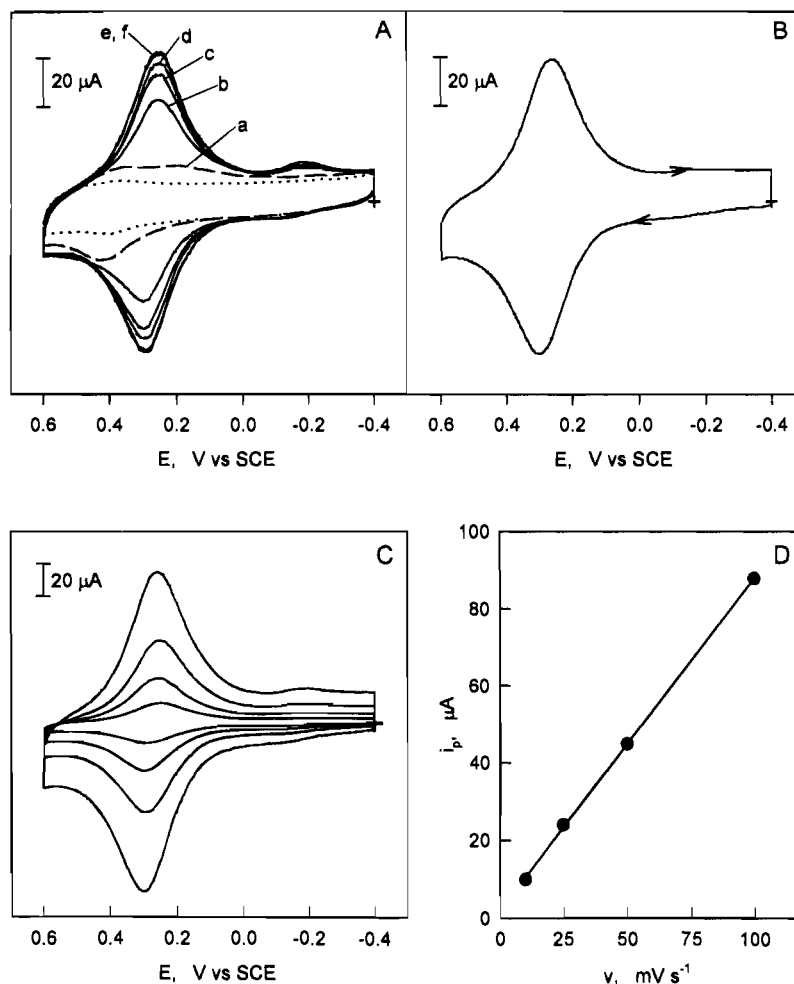 A
e, f
d
c
b
a
20 μA
0.6 0.4 0.2 0.0 -0.2 -0.4
E, V vs SCE
B
20 μA
0.6 0.4 0.2 0.0 -0.2 -0.4
E, V vs SCE
C
20 μA
0.6 0.4 0.2 0.0 -0.2 -0.4
E, V vs SCE
D
100
80
60
40
20
0
iₚ, μA
0 25 50 75 100
v, mV s⁻¹